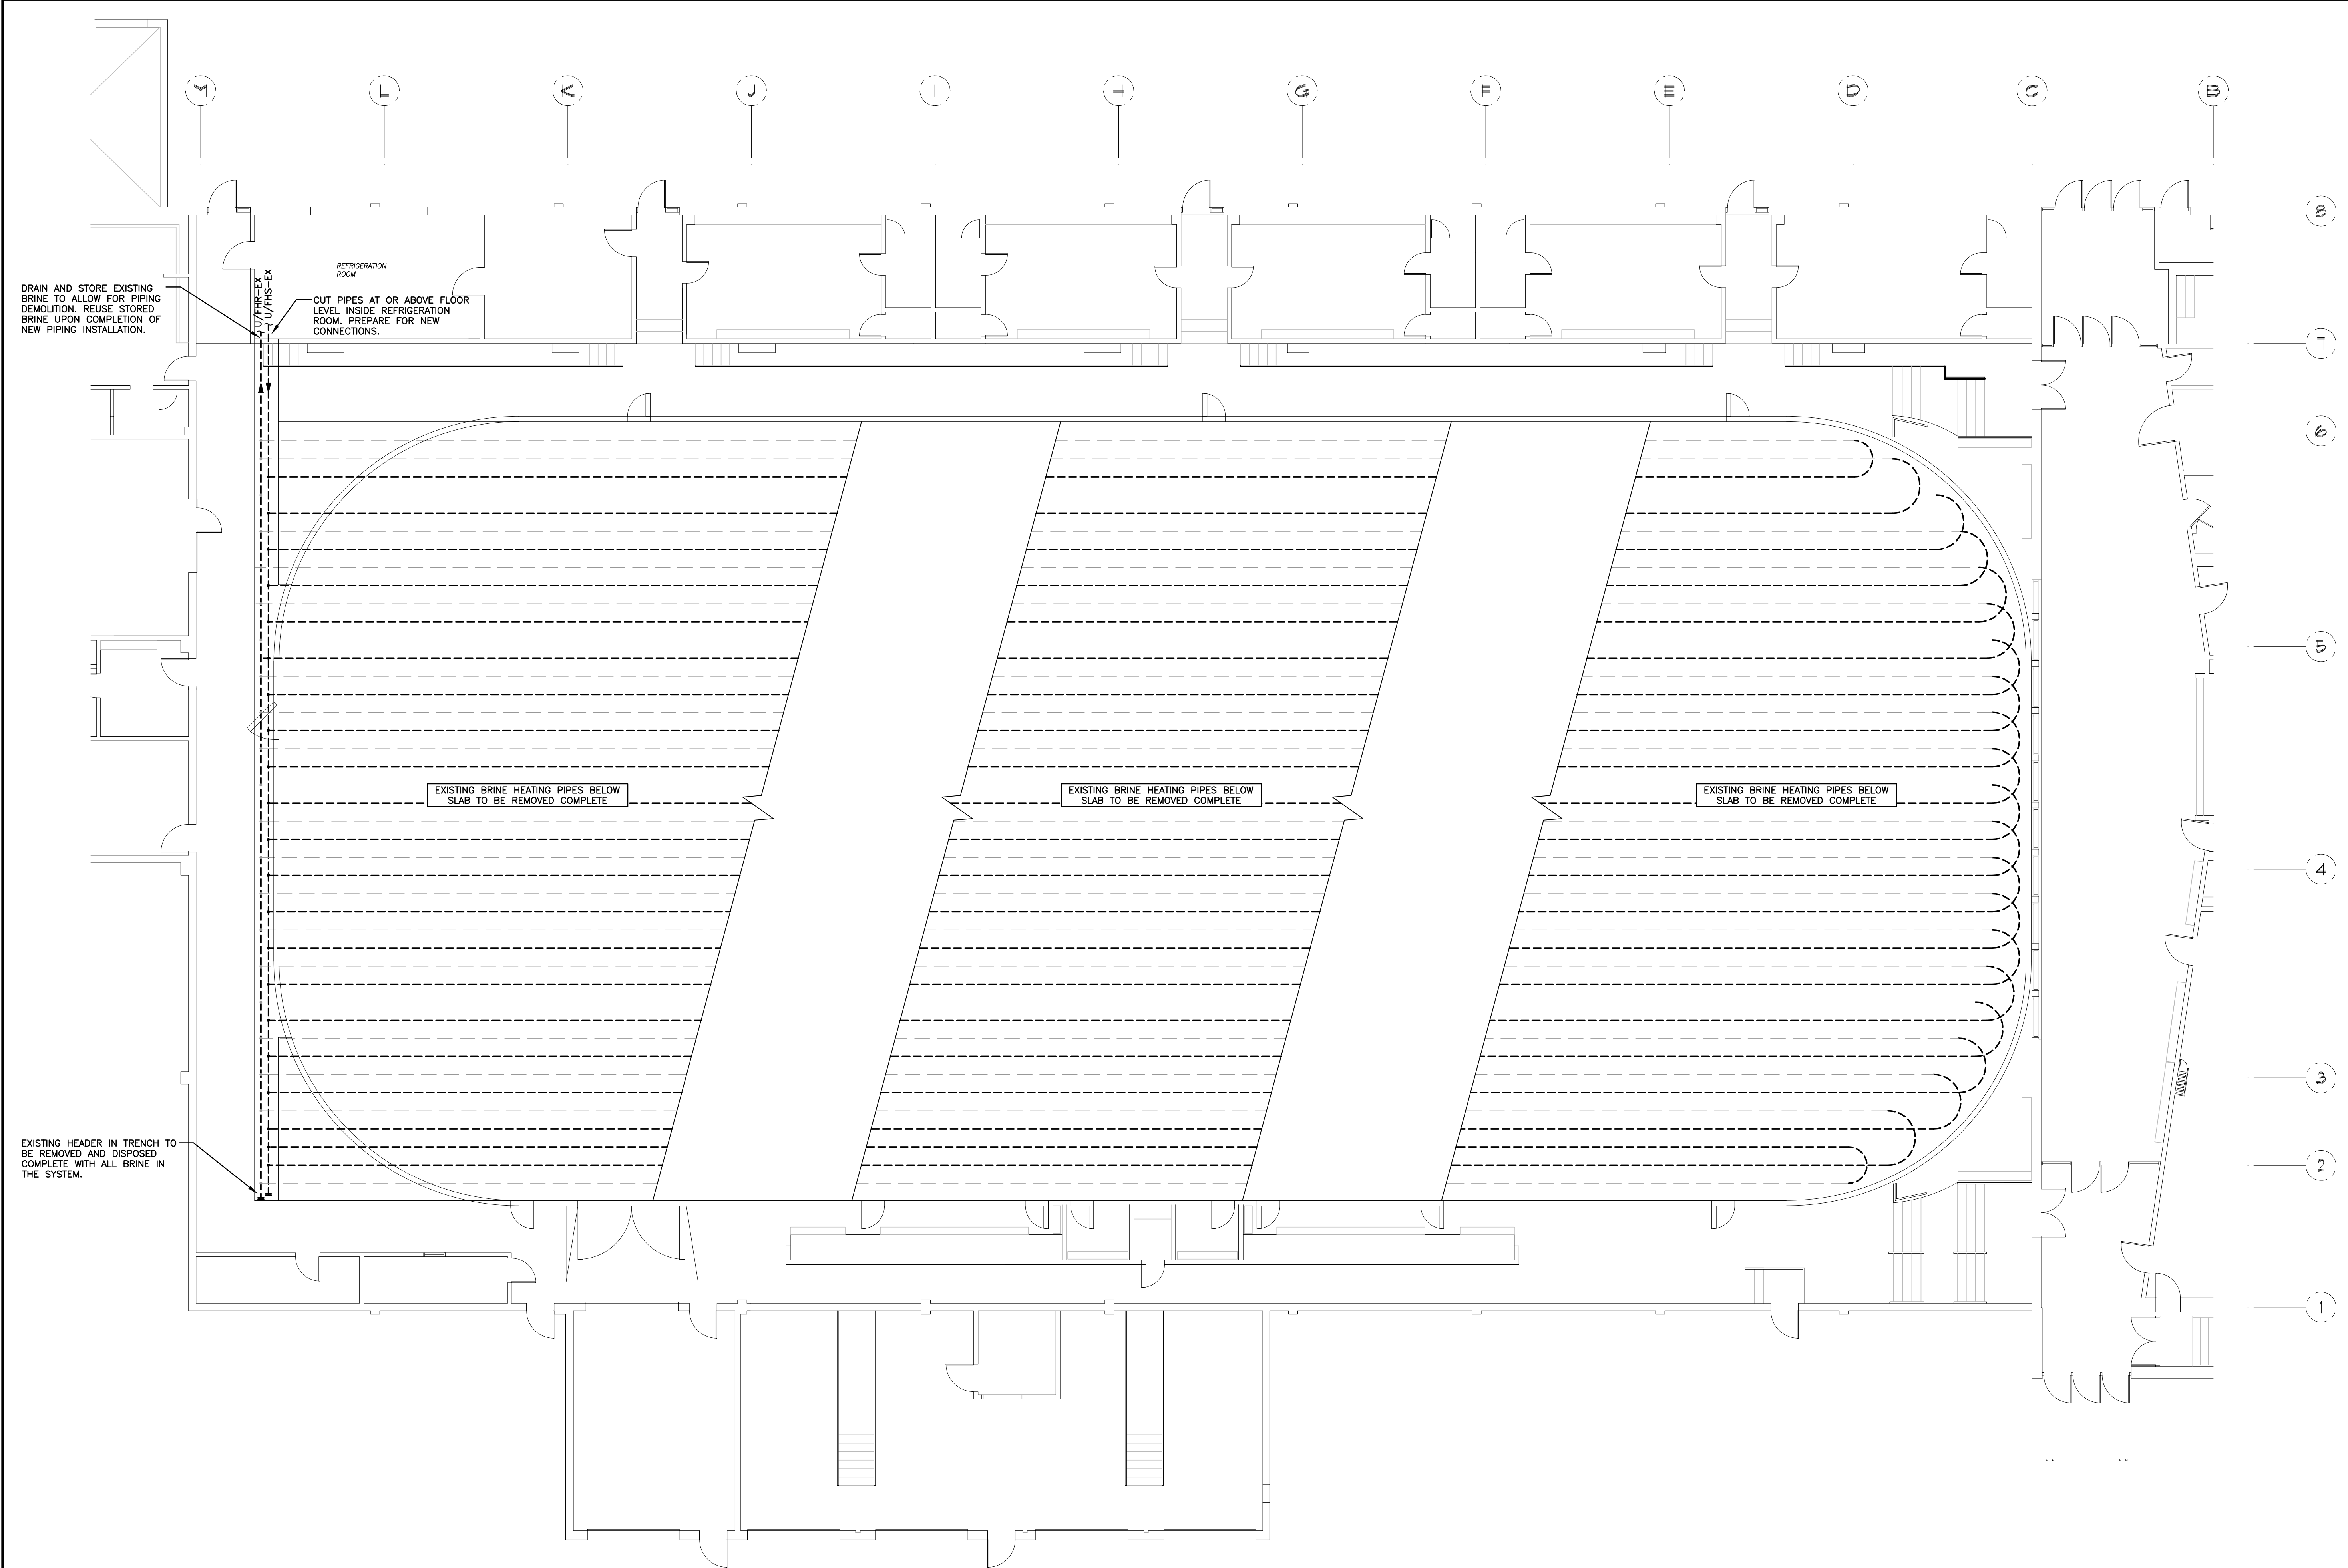 M
L
K
J
I
H
G
F
E
D
C
B
8
7
6
5
4
3
2
1
REFRIGERATION
ROOM
U/FHR-EX
U/FHS-EX
DRAIN AND STORE EXISTING
BRINE TO ALLOW FOR PIPING
DEMOLITION. REUSE STORED
BRINE UPON COMPLETION OF
NEW PIPING INSTALLATION.
CUT PIPES AT OR ABOVE FLOOR
LEVEL INSIDE REFRIGERATION
ROOM. PREPARE FOR NEW
CONNECTIONS.
EXISTING BRINE HEATING PIPES BELOW
SLAB TO BE REMOVED COMPLETE
EXISTING BRINE HEATING PIPES BELOW
SLAB TO BE REMOVED COMPLETE
EXISTING BRINE HEATING PIPES BELOW
SLAB TO BE REMOVED COMPLETE
EXISTING HEADER IN TRENCH TO
BE REMOVED AND DISPOSED
COMPLETE WITH ALL BRINE IN
THE SYSTEM.